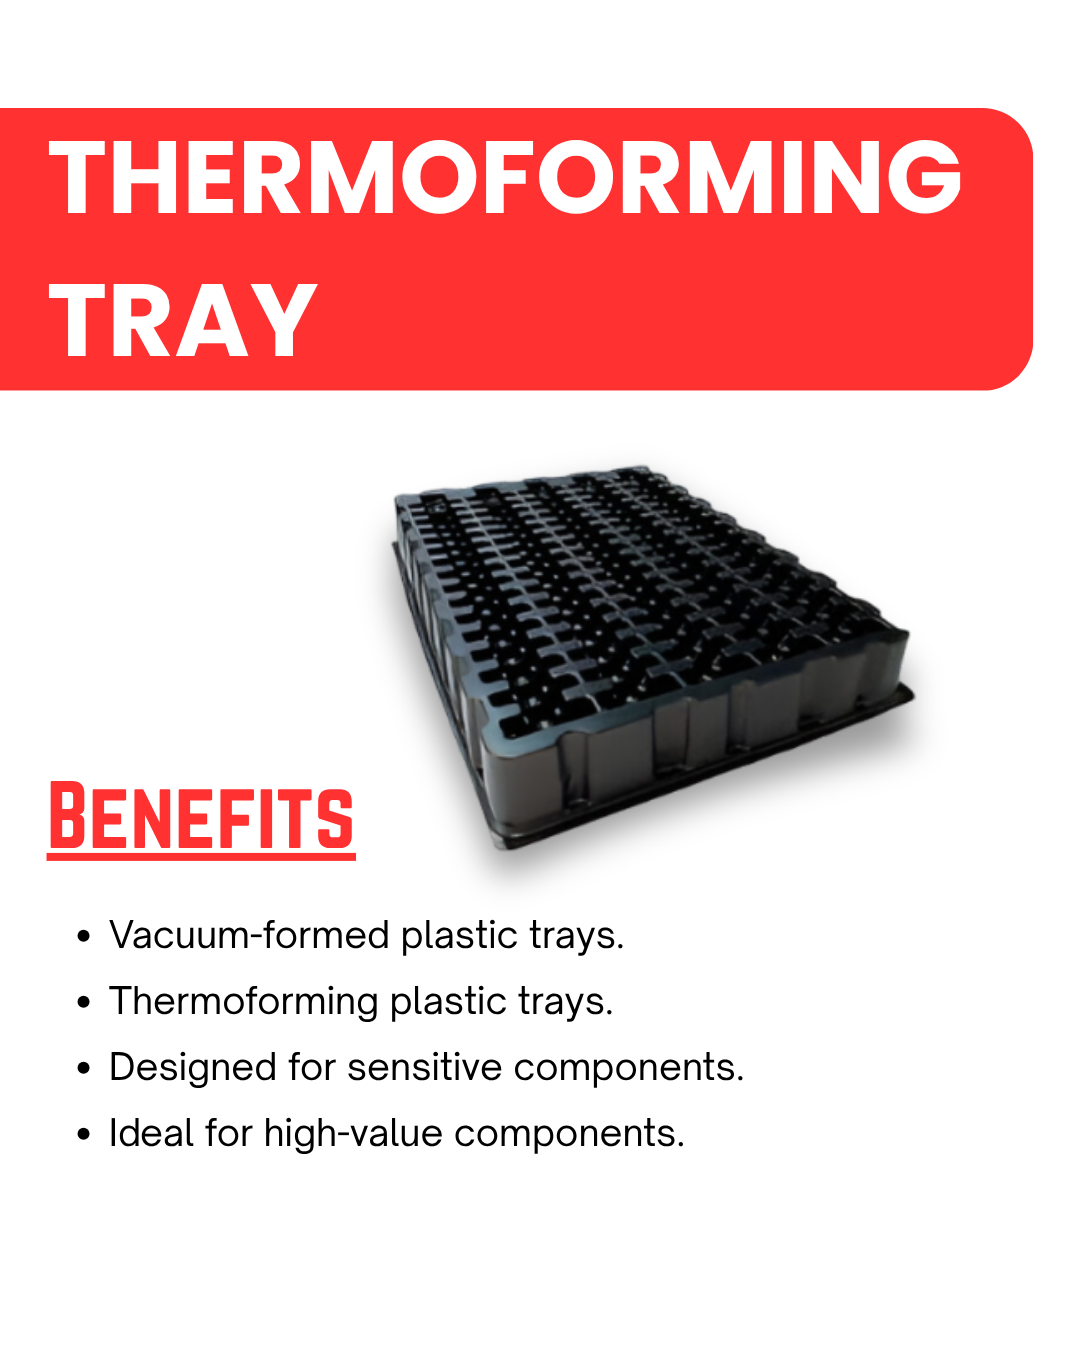 THERMOFORMING
TRAY
BENEFITS
• Vacuum-formed plastic trays.
• Thermoforming plastic trays.
• Designed for sensitive components.
• Ideal for high-value components.